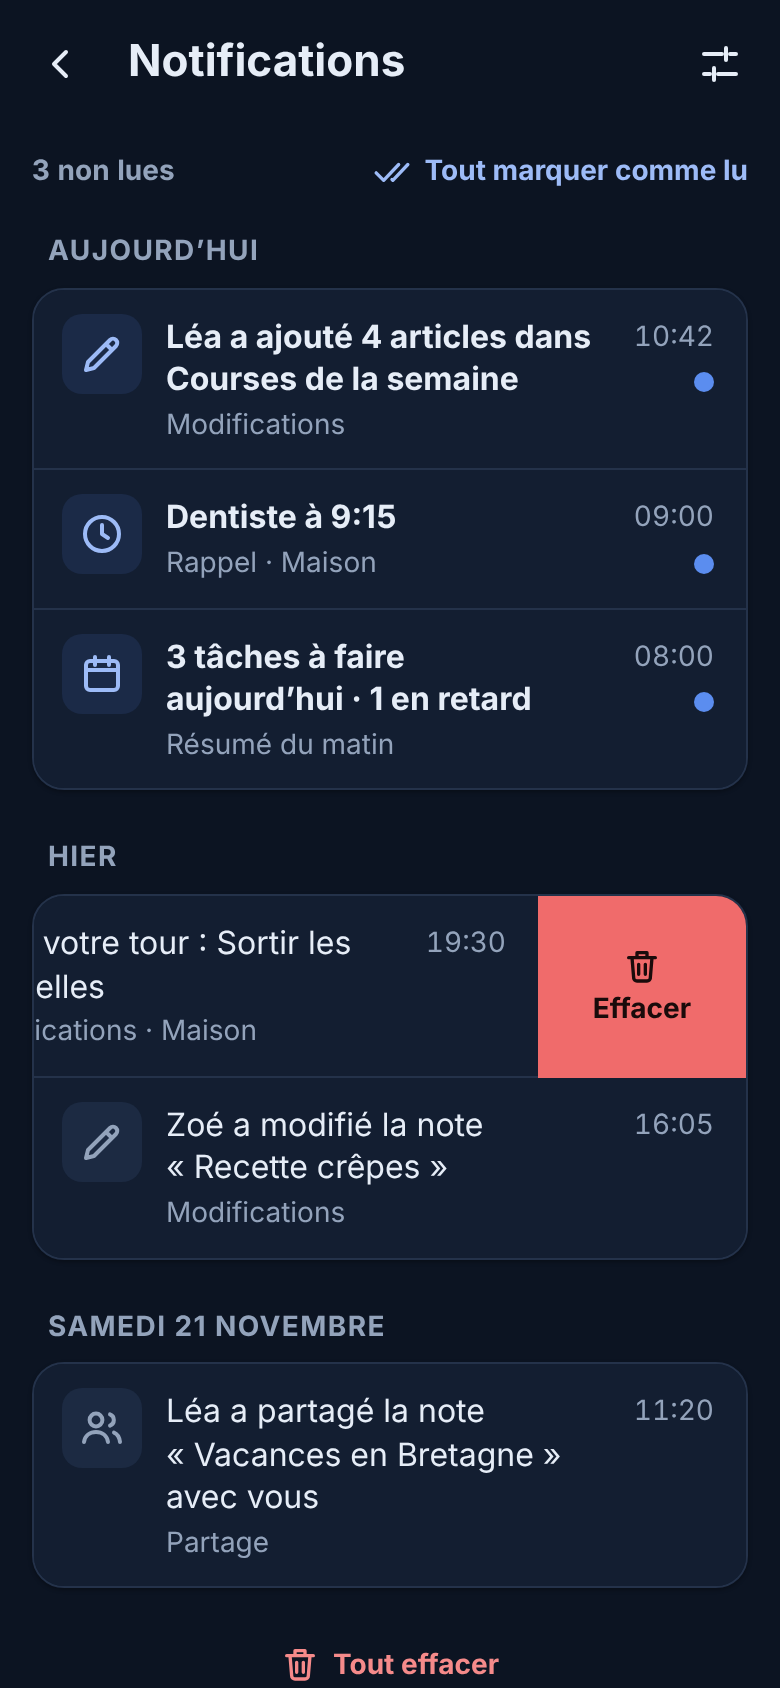 Notifications
3 non lues
Tout marquer comme lu
AUJOURD’HUI
Léa a ajouté 4 articles dans
10:42
Courses de la semaine
Modifications
Dentiste à 9:15
09:00
Rappel · Maison
3 tâches à faire
08:00
aujourd’hui · 1 en retard
Résumé du matin
HIER
votre tour : Sortir les
19:30
elles
ications · Maison
Effacer
Zoé a modifié la note
16:05
« Recette crêpes »
Modifications
SAMEDI 21 NOVEMBRE
Léa a partagé la note
11:20
« Vacances en Bretagne »
avec vous
Partage
Tout effacer